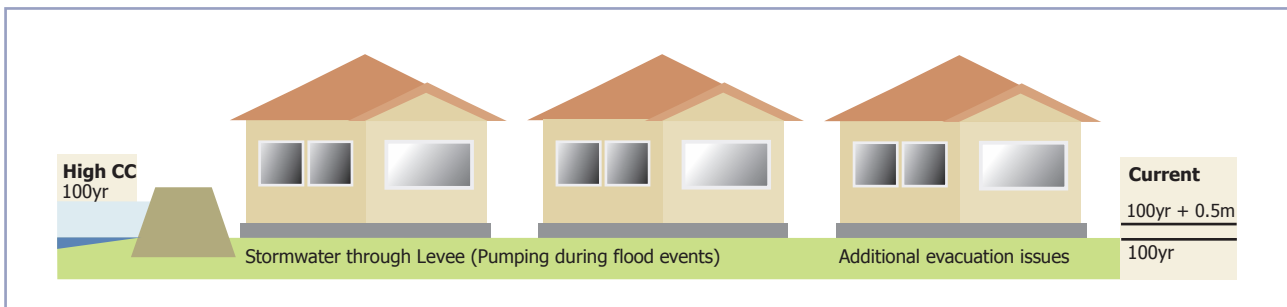 High CC
100yr
Stormwater through Levee (Pumping during flood events)
Additional evacuation issues
Current
100yr + 0.5m
100yr